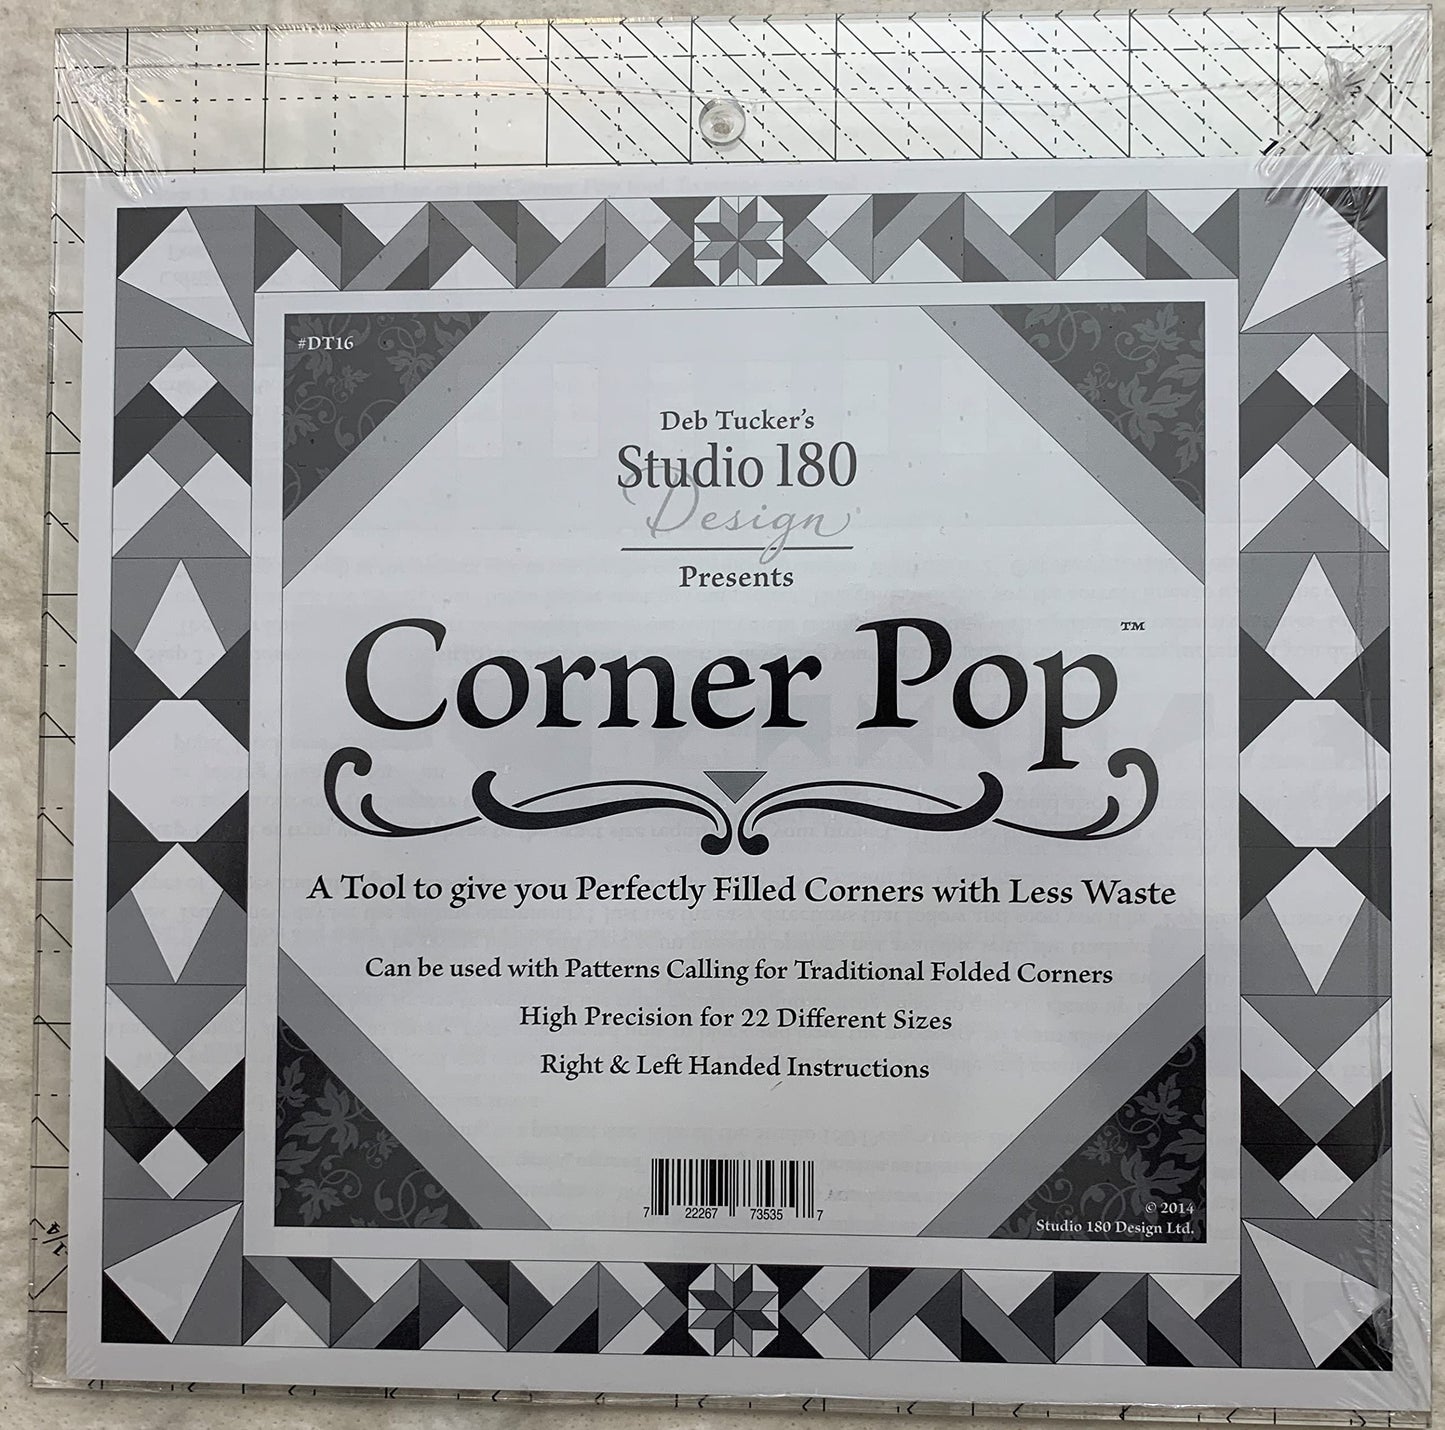 #DT16
Deb Tucker's
Studio 180
Design
Presents
Corner Pop™
A Tool to give you Perfectly Filled Corners with Less Waste
Can be used with Patterns Calling for Traditional Folded Corners
High Precision for 22 Different Sizes
Right & Left Handed Instructions
7 22267 73535 7
© 2014
Studio 180 Design Ltd.